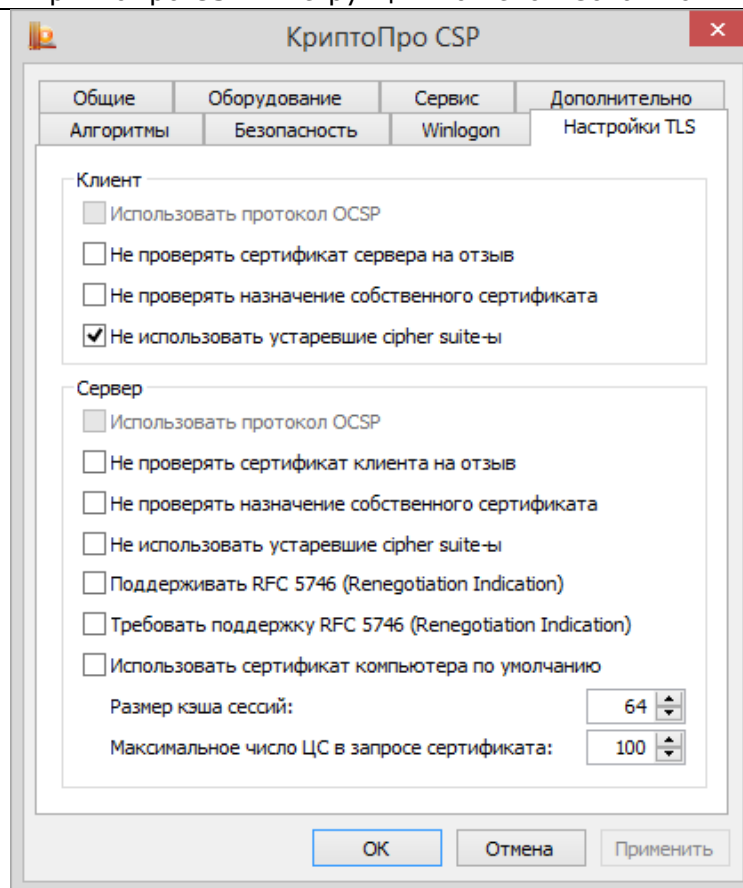 КриптоПро CSP
Общие Оборудование Сервис Дополнительно
Алгоритмы Безопасность Winlogon Настройки TLS
Клиент
Использовать протокол OCSP
Не проверять сертификат сервера на отзыв
Не проверять назначение собственного сертификата
Не использовать устаревшие cipher suite-ы
Сервер
Использовать протокол OCSP
Не проверять сертификат клиента на отзыв
Не проверять назначение собственного сертификата
Не использовать устаревшие cipher suite-ы
Поддерживать RFC 5746 (Renegotiation Indication)
Требовать поддержку RFC 5746 (Renegotiation Indication)
Использовать сертификат компьютера по умолчанию
Размер кэша сессий: 64
Максимальное число ЦС в запросе сертификата: 100
ОК Отмена Применить